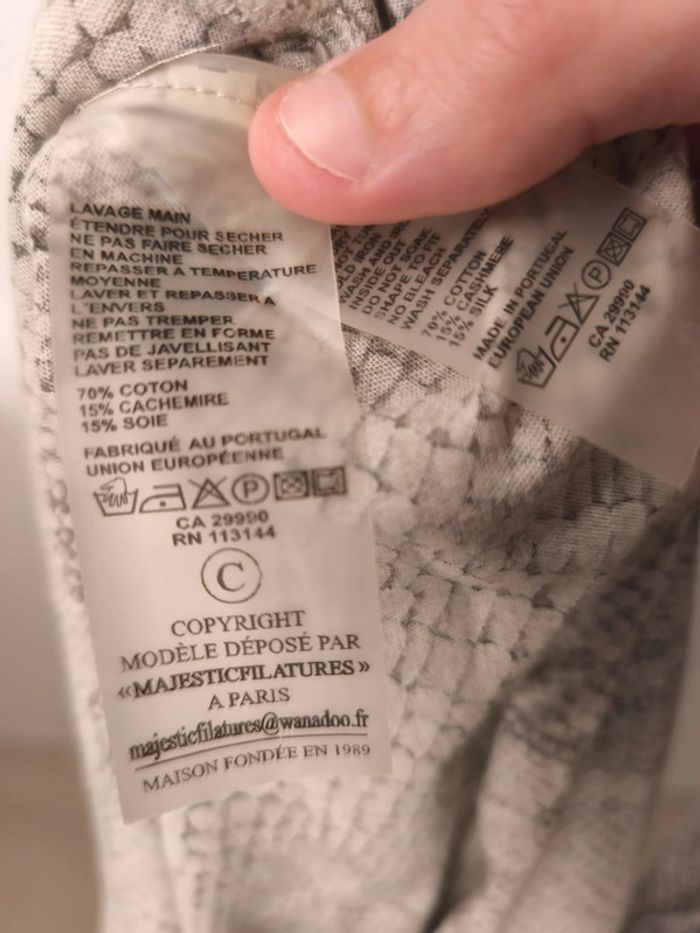 LAVAGE MAIN
ÉTENDRE POUR SECHER
NE PAS FAIRE SECHER
EN MACHINE
REPASSER A TEMPERATURE
MOYENNE
LAVER ET REPASSER A
L'ENVERS
NE PAS TREMPER
REMETTRE EN FORME
PAS DE JAVELLISANT
LAVER SEPAREMENT
70% COTON
15% CACHEMIRE
15% SOIE
FABRIQUÉ AU PORTUGAL
UNION EUROPÉENNE
P
CA 29990
RN 113144
©
COPYRIGHT
MODÈLE DÉPOSÉ PAR
«MAJESTICFILATURES»
A PARIS
majesticfilatures@wanadoo.fr
MAISON FONDÉE EN 1989
IRON
WASH AND
INSIDE OUT
DO NOT SOAK
SHAPE TO FIT
NO BLEACH
WASH SEPARATELY
70% COTTON
15% CASHMERE
15% SILK
MADE IN PORTUGAL
EUROPEAN UNION
P
CA 29990
RN 113144